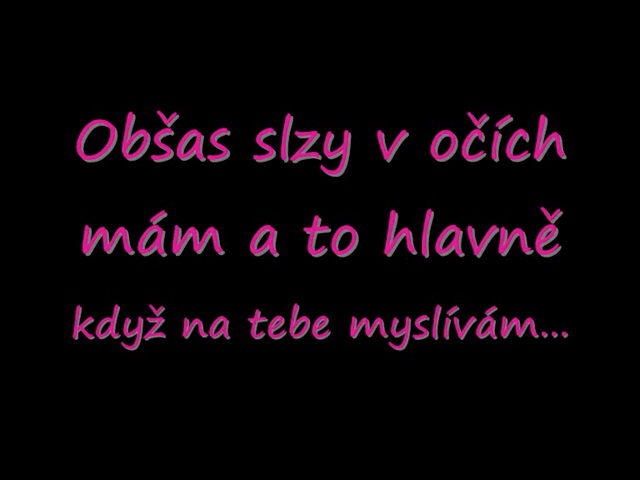 Obšas slzy v očích
mám a to hlavně
když na tebe myslívám...